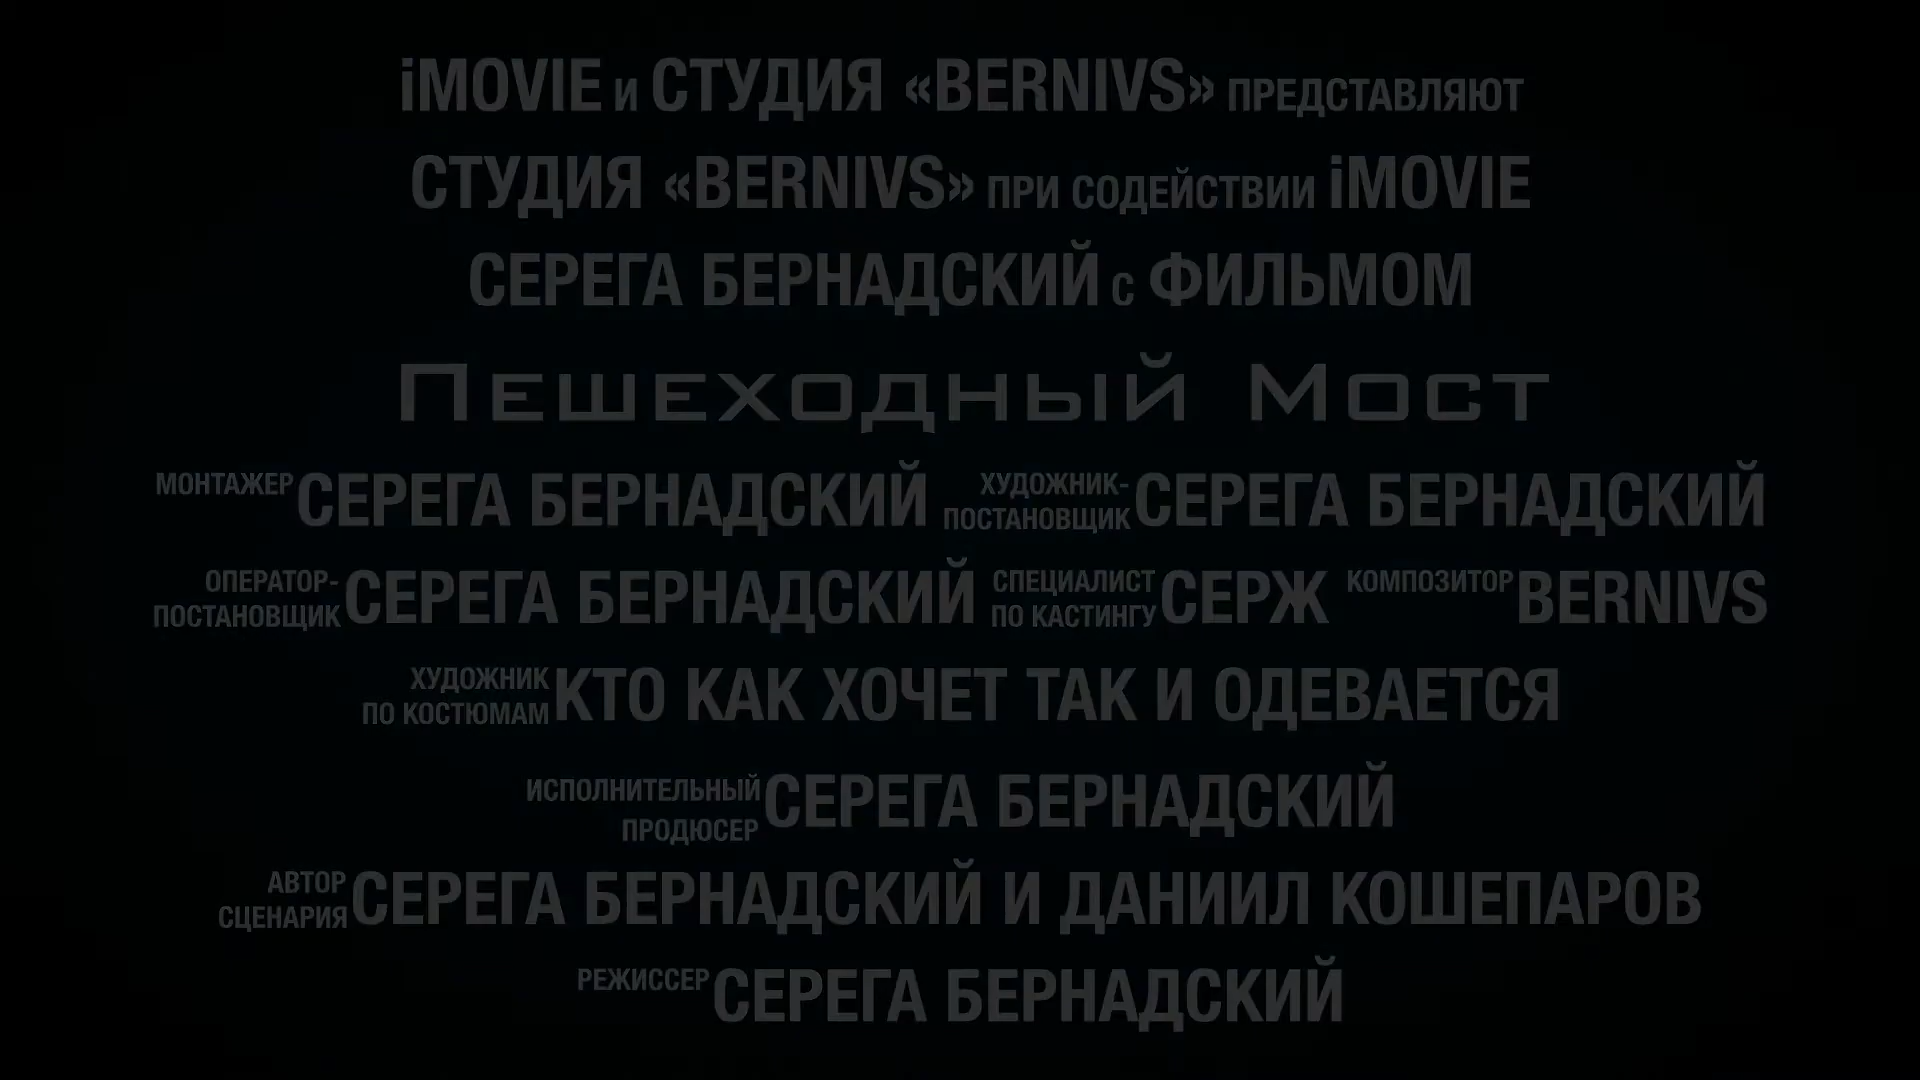 iMOVIE и СТУДИЯ «BERNIVS» ПРЕДСТАВЛЯЮТ
СТУДИЯ «BERNIVS» ПРИ СОДЕЙСТВИИ iMOVIE
СЕРЕГА БЕРНАДСКИЙ с ФИЛЬМОМ
Пешеходный Мост
МОНТАЖЕР СЕРЕГА БЕРНАДСКИЙ ХУДОЖНИК-ПОСТАНОВЩИК СЕРЕГА БЕРНАДСКИЙ
ОПЕРАТОР-ПОСТАНОВЩИК СЕРЕГА БЕРНАДСКИЙ СПЕЦИАЛИСТ ПО КАСТИНГУ СЕРЖ КОМПОЗИТОР BERNIVS
ХУДОЖНИК ПО КОСТЮМАМ КТО КАК ХОЧЕТ ТАК И ОДЕВАЕТСЯ
ИСПОЛНИТЕЛЬНЫЙ ПРОДЮСЕР СЕРЕГА БЕРНАДСКИЙ
АВТОР СЦЕНАРИЯ СЕРЕГА БЕРНАДСКИЙ И ДАНИИЛ КОШЕПАРОВ
РЕЖИССЕР СЕРЕГА БЕРНАДСКИЙ